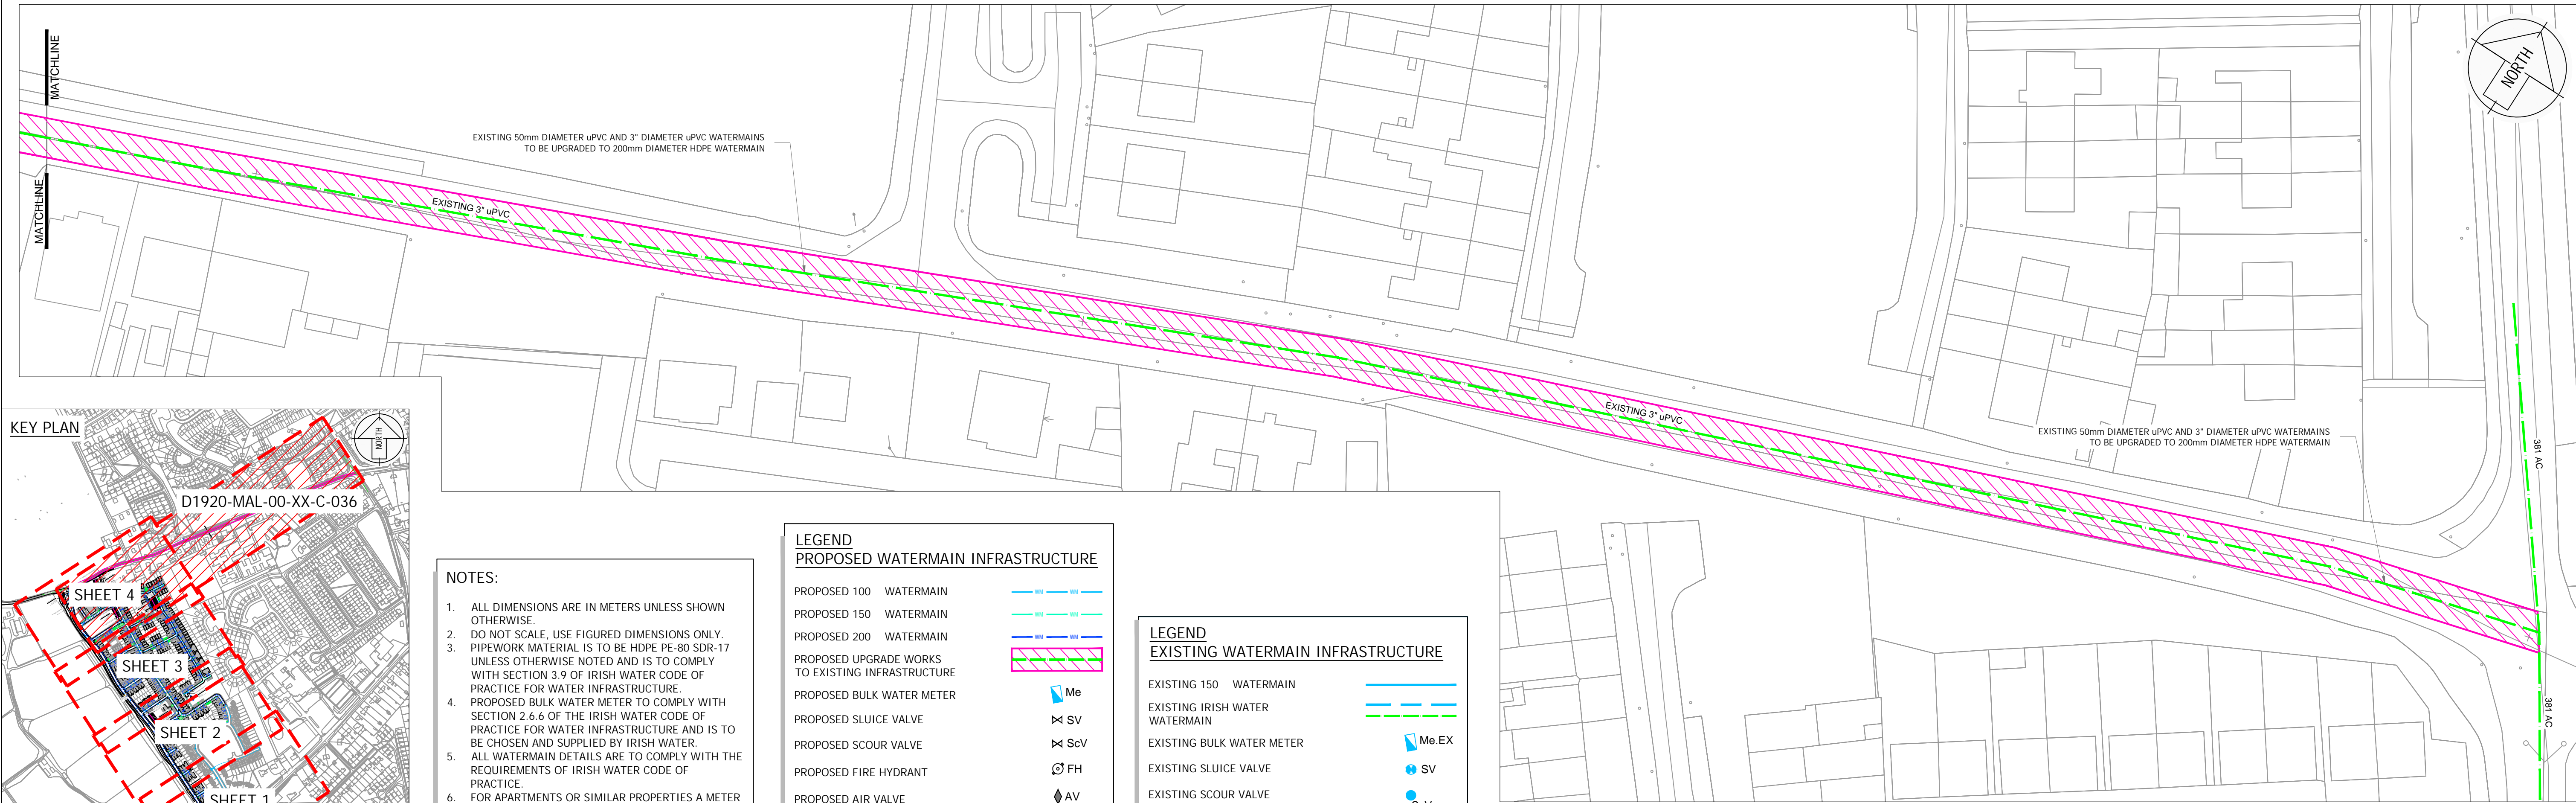 MATCHLINE
MATCHLINE
EXISTING 50mm DIAMETER uPVC AND 3" DIAMETER uPVC WATERMAINS
TO BE UPGRADED TO 200mm DIAMETER HDPE WATERMAIN
EXISTING 3" uPVC
NORTH
EXISTING 3" uPVC
EXISTING 50mm DIAMETER uPVC AND 3" DIAMETER uPVC WATERMAINS
TO BE UPGRADED TO 200mm DIAMETER HDPE WATERMAIN
381 AC
381 AC
KEY PLAN
NORTH
D1920-MAL-00-XX-C-036
SHEET 4
SHEET 3
SHEET 2
SHEET 1
NOTES:
1. ALL DIMENSIONS ARE IN METERS UNLESS SHOWN
OTHERWISE.
2. DO NOT SCALE, USE FIGURED DIMENSIONS ONLY.
3. PIPEWORK MATERIAL IS TO BE HDPE PE-80 SDR-17
UNLESS OTHERWISE NOTED AND IS TO COMPLY
WITH SECTION 3.9 OF IRISH WATER CODE OF
PRACTICE FOR WATER INFRASTRUCTURE.
4. PROPOSED BULK WATER METER TO COMPLY WITH
SECTION 2.6.6 OF THE IRISH WATER CODE OF
PRACTICE FOR WATER INFRASTRUCTURE AND IS TO
BE CHOSEN AND SUPPLIED BY IRISH WATER.
5. ALL WATERMAIN DETAILS ARE TO COMPLY WITH THE
REQUIREMENTS OF IRISH WATER CODE OF
PRACTICE.
6. FOR APARTMENTS OR SIMILAR PROPERTIES A METER
LEGEND
PROPOSED WATERMAIN INFRASTRUCTURE
PROPOSED 100 WATERMAIN WM WM
PROPOSED 150 WATERMAIN WM WM
PROPOSED 200 WATERMAIN WM WM
PROPOSED UPGRADE WORKS
TO EXISTING INFRASTRUCTURE
PROPOSED BULK WATER METER Me
PROPOSED SLUICE VALVE SV
PROPOSED SCOUR VALVE ScV
PROPOSED FIRE HYDRANT FH
PROPOSED AIR VALVE AV
LEGEND
EXISTING WATERMAIN INFRASTRUCTURE
EXISTING 150 WATERMAIN
EXISTING IRISH WATER
WATERMAIN
EXISTING BULK WATER METER Me.EX
EXISTING SLUICE VALVE SV
EXISTING SCOUR VALVE